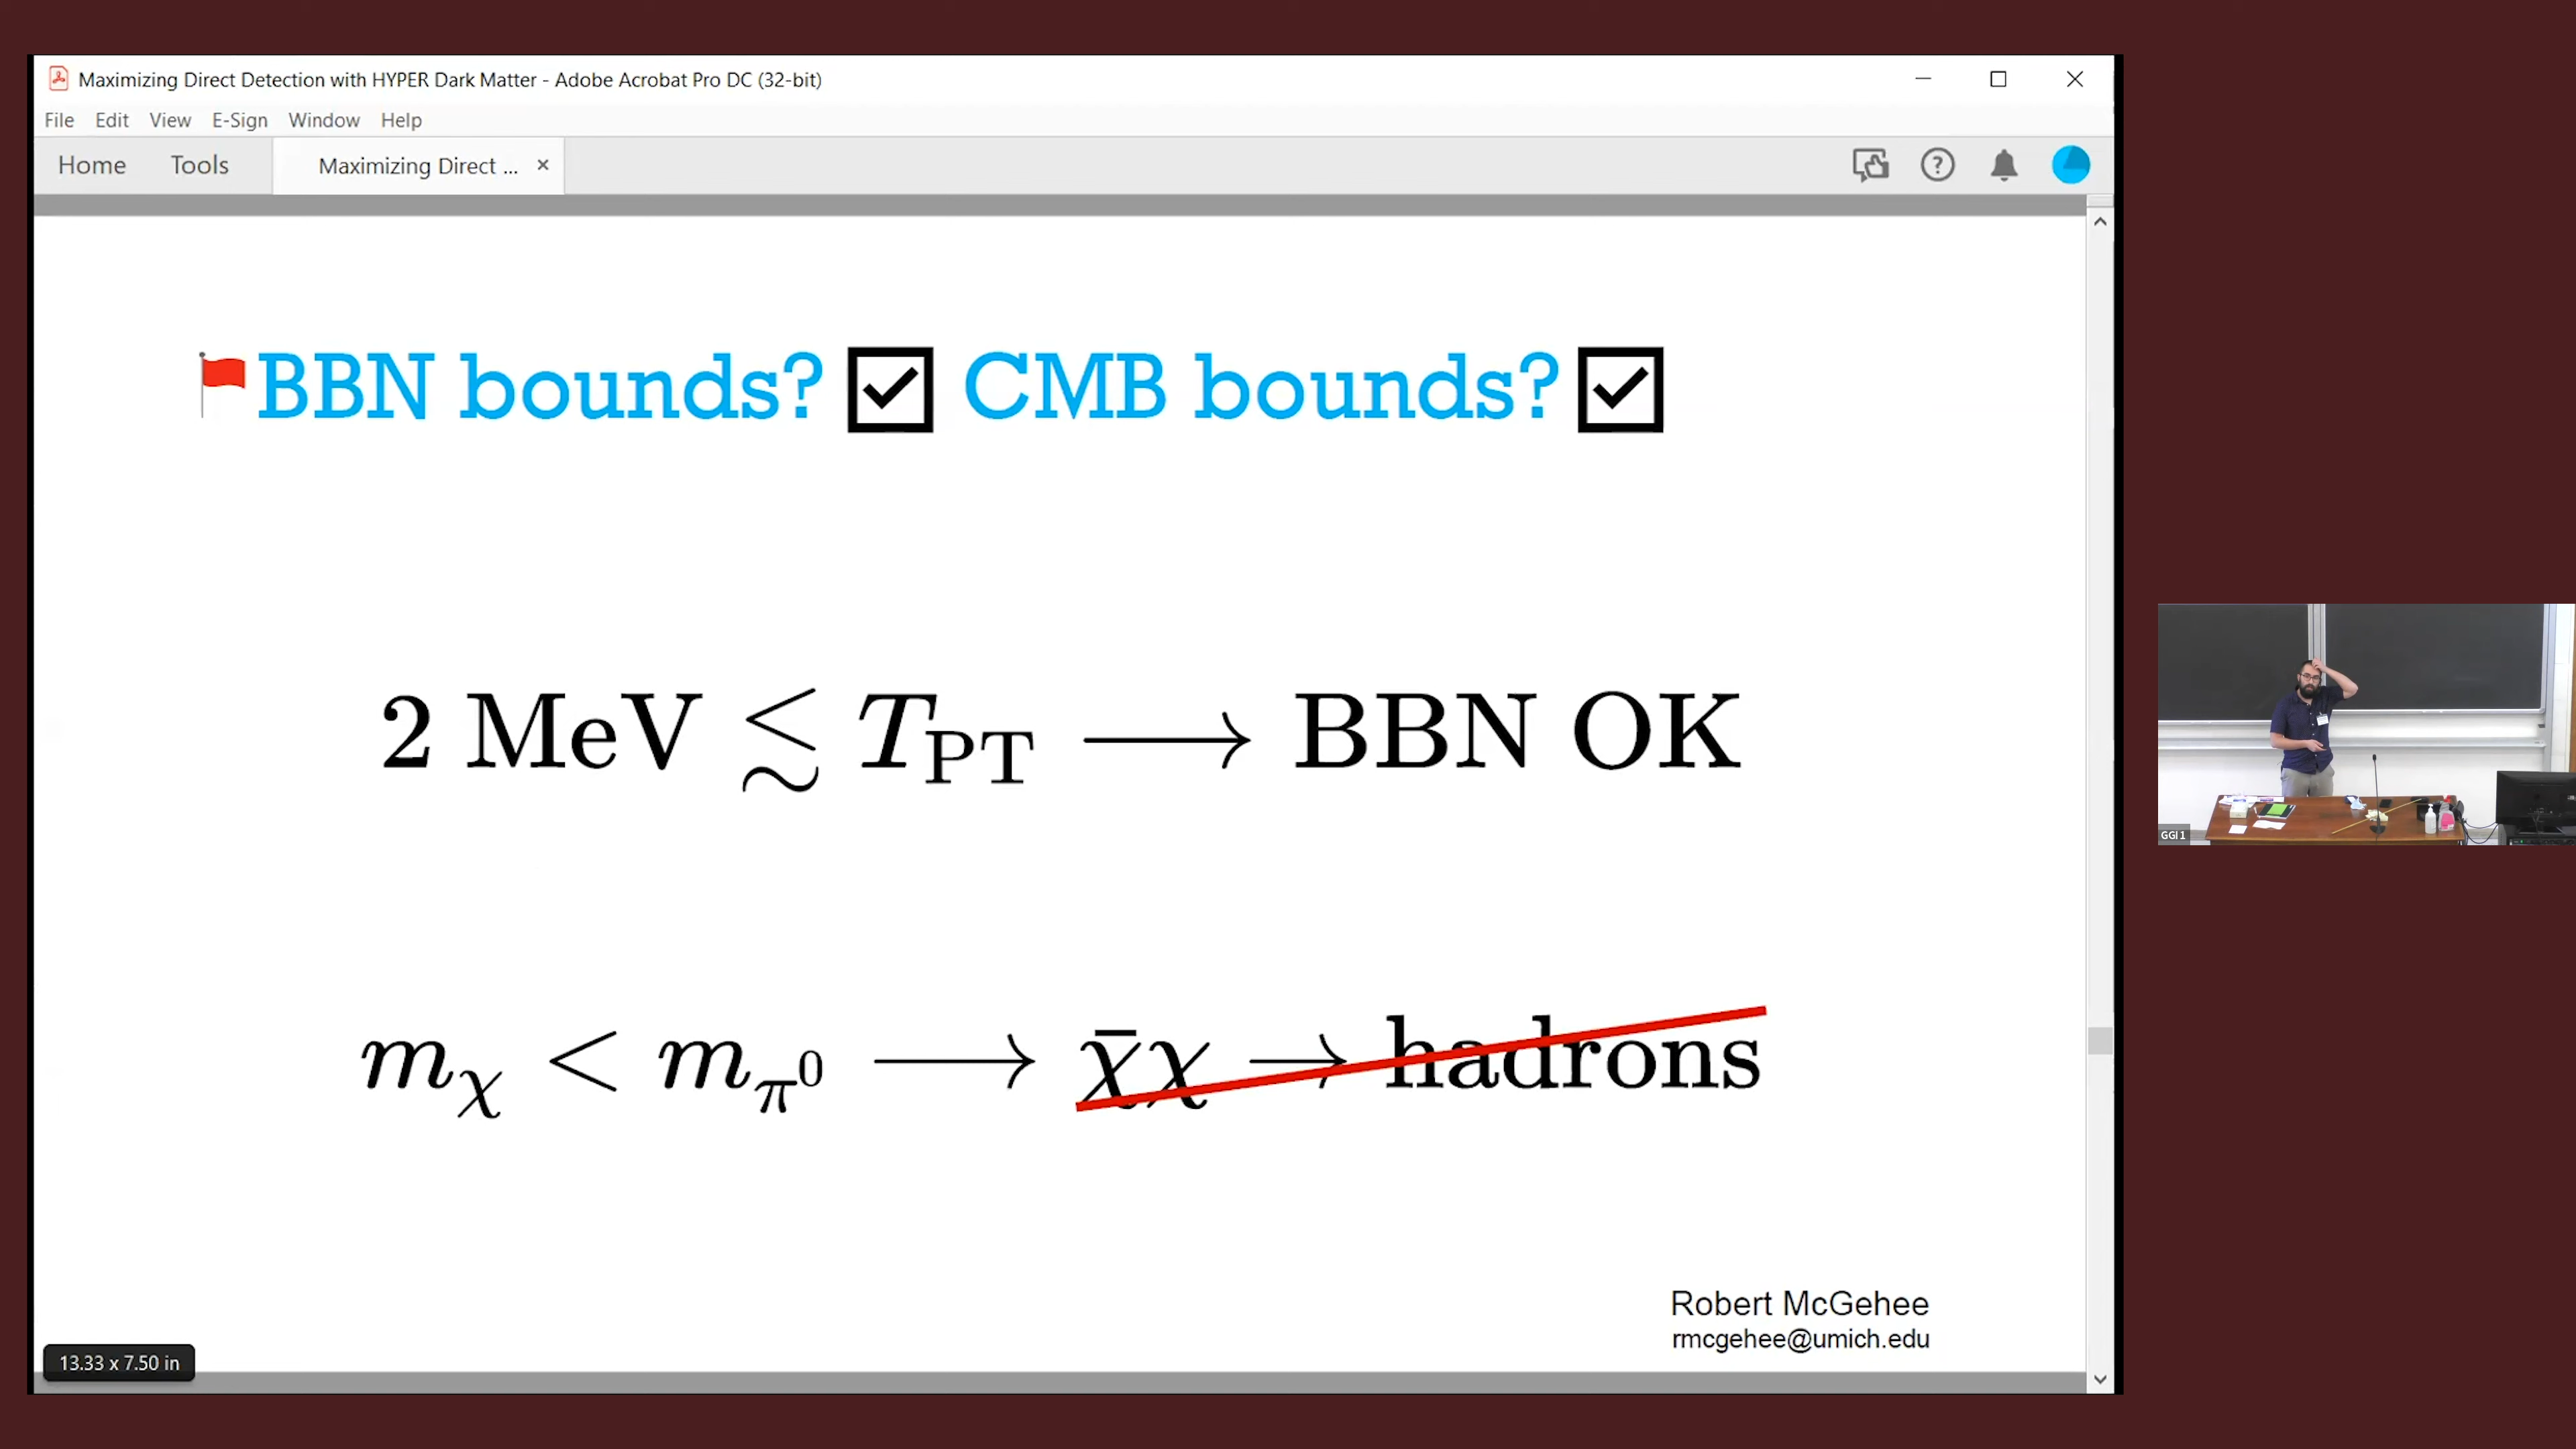 Maximizing Direct Detection with HYPER Dark Matter - Adobe Acrobat Pro DC (32-bit)
File Edit View E-Sign Window Help
Home Tools Maximizing Direct ...
BBN bounds? CMB bounds?
2 MeV ≲ T_PT ⟶ BBN OK
m_χ < m_π⁰ ⟶ χ̄χ → hadrons
Robert McGehee
rmcgehee@umich.edu
13.33 x 7.50 in
GGI 1